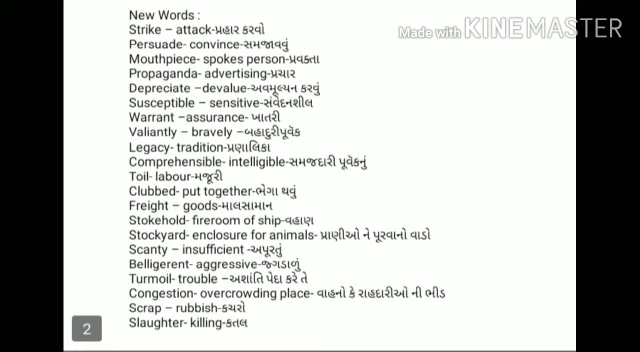 New Words :
Strike – attack-પ્રહાર કરવો
Made with KINEMASTER
Persuade- convince-સમજાવવું
Mouthpiece- spokes person-પ્રવક્તા
Propaganda- advertising-પ્રચાર
Depreciate –devalue-અવમૂલ્યન કરવું
Susceptible – sensitive-સંવેદનશીલ
Warrant –assurance- ખાતરી
Valiantly – bravely –બહાદુરીપૂર્વક
Legacy- tradition-પ્રણાલિકા
Comprehensible- intelligible-સમજદારી પૂર્વકનું
Toil- labour-મજૂરી
Clubbed- put together-ભેગા થવું
Freight – goods-માલસામાન
Stokehold- fireroom of ship-વહાણ
Stockyard- enclosure for animals- પ્રાણીઓ ને પૂરવાનો વાડો
Scanty – insufficient -અપૂરતું
Belligerent- aggressive-જ્ગડાળું
Turmoil- trouble –અશાંતિ પેદા કરે તે
Congestion- overcrowding place- વાહનો કે રાહદારીઓ ની ભીડ
Scrap – rubbish-કચરો
Slaughter- killing-કતલ
2